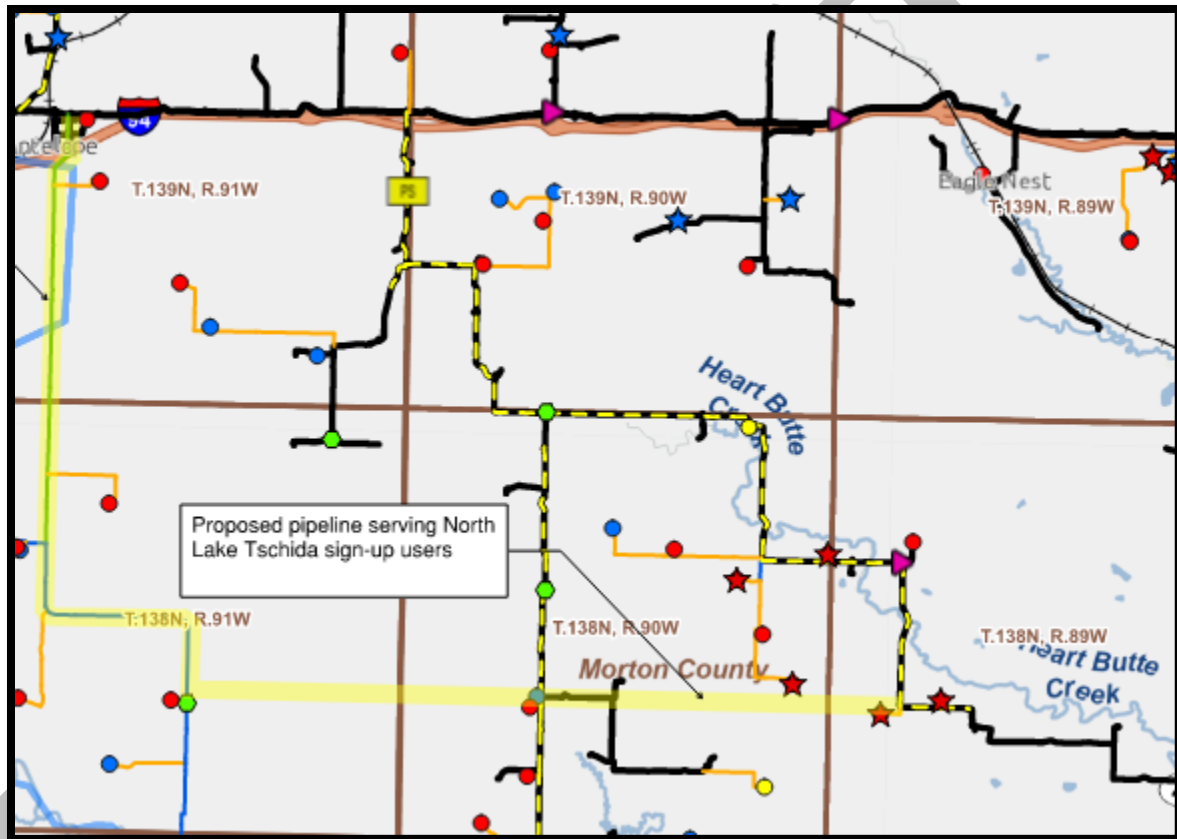 94
ntelope
PS
T.139N, R.91W
T.139N, R.90W
Eagle Nest
T.139N, R.89W
Heart Butte
Creek
Proposed pipeline serving North
Lake Tschida sign-up users
T.138N, R.91W
T.138N, R.90W
Morton County
T.138N, R.89W
Heart Butte
Creek